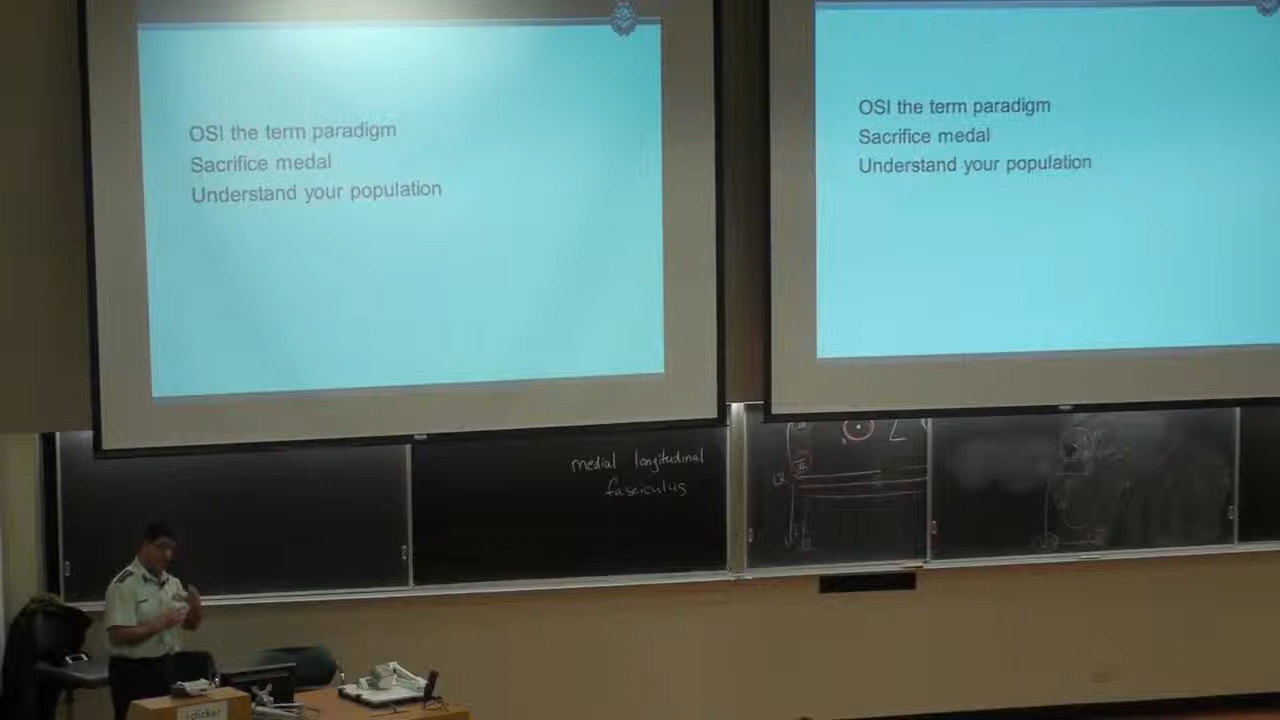 OSI the term paradigm
Sacrifice medal
Understand your population
OSI the term paradigm
Sacrifice medal
Understand your population
medial longitudinal
fasciculus
iclicker